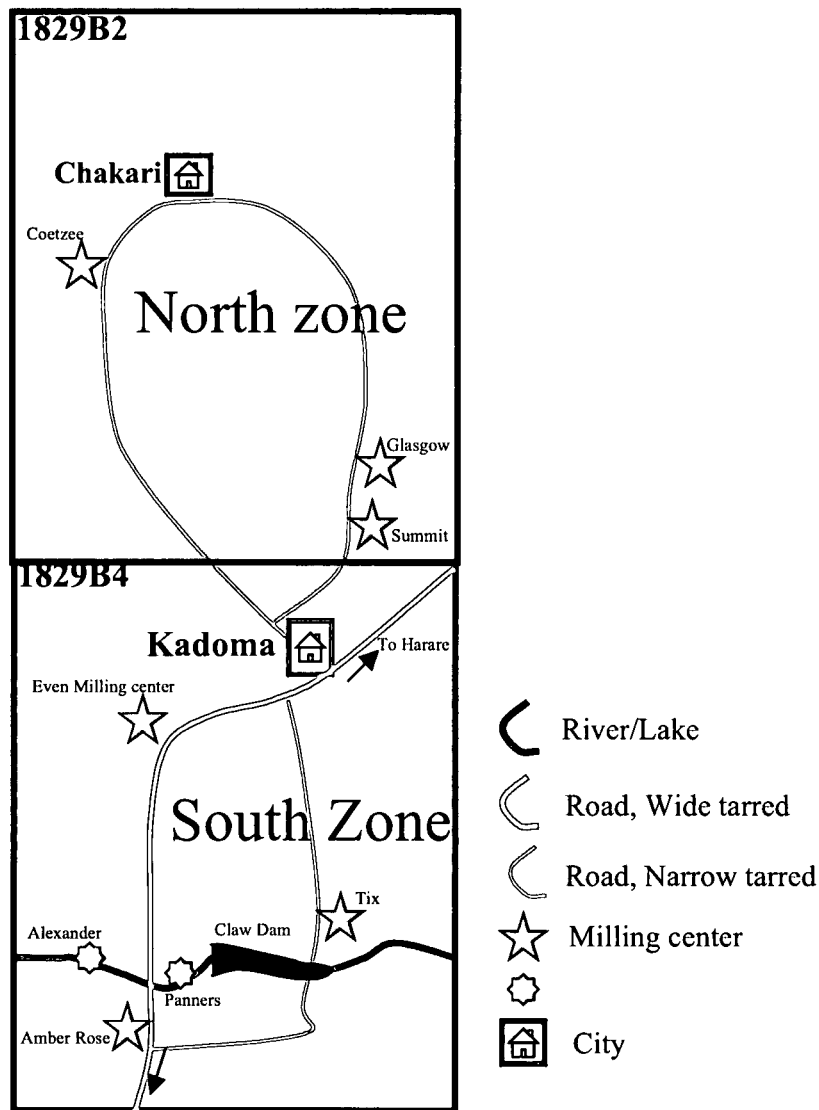 1829B2
Chakari
Coetzee
North zone
Glasgow
Summit
1829B4
Kadoma
To Harare
Even Milling center
South Zone
Tix
Alexander
Claw Dam
Panners
Amber Rose
River/Lake
Road, Wide tarred
Road, Narrow tarred
Milling center
City